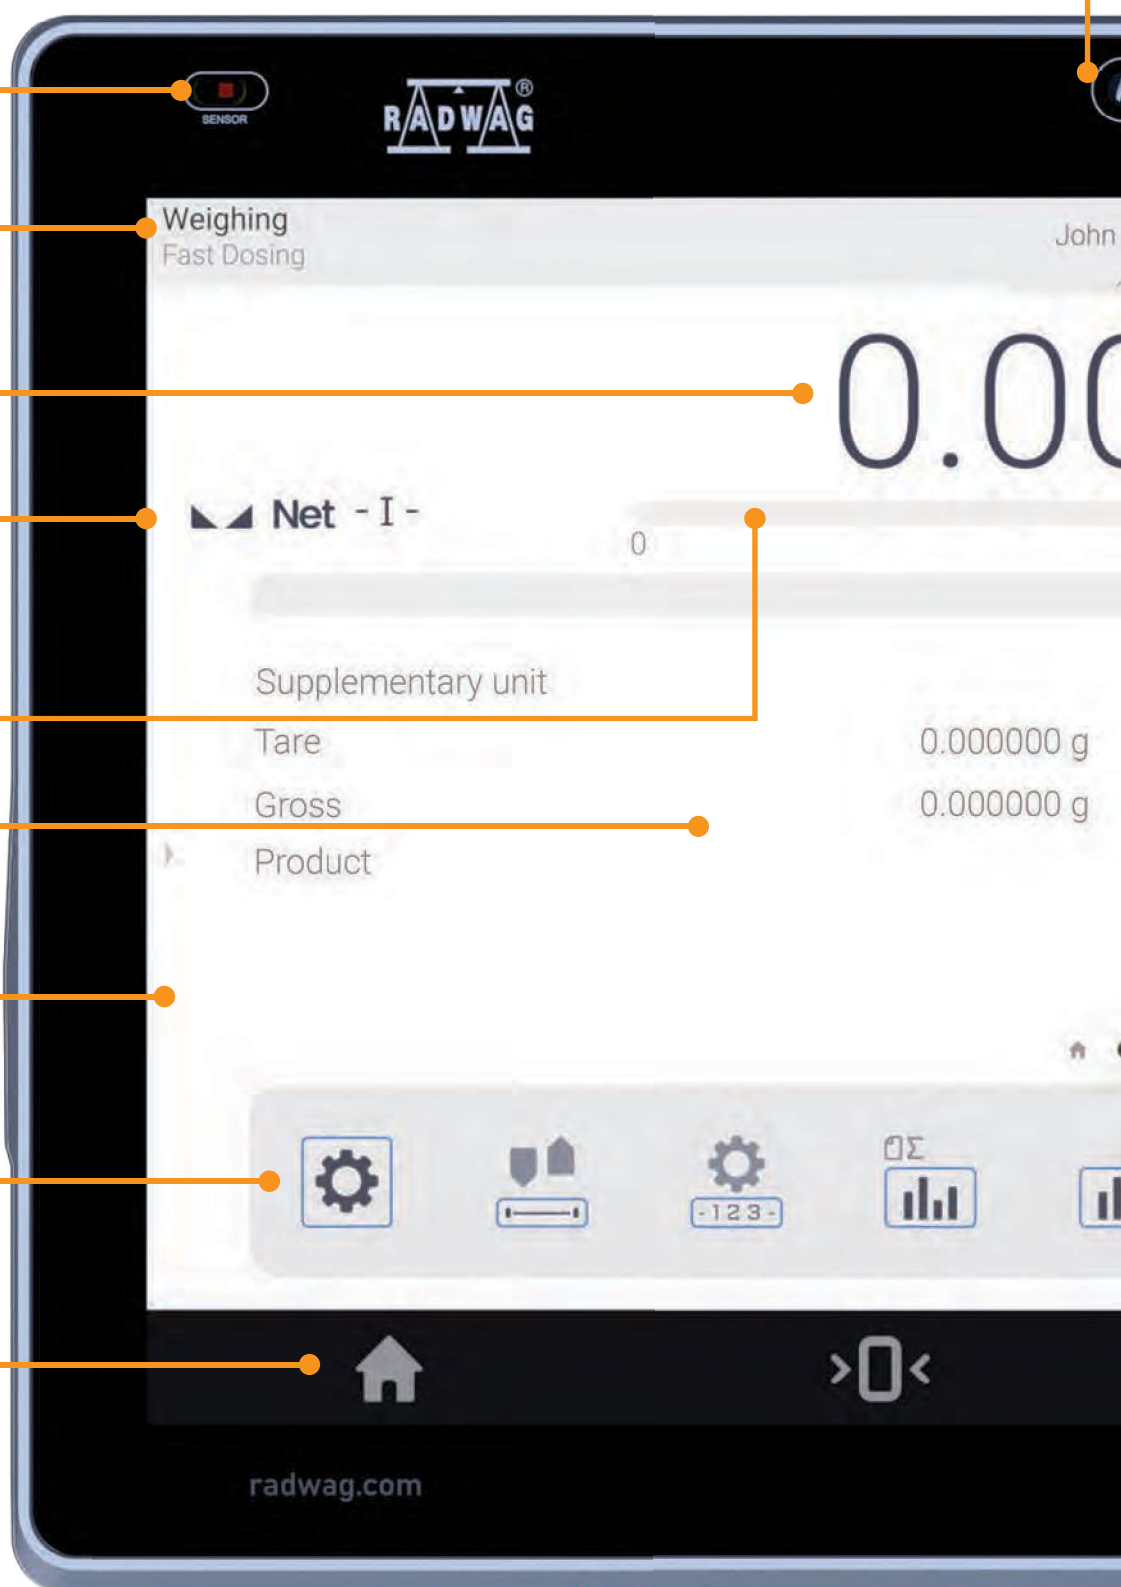 SENSOR
RADWAG®
Weighing
Fast Dosing
John
0.00
Net - I -
0
Supplementary unit
Tare 0.000000 g
Gross 0.000000 g
Product
Σ
-123-
>0<
radwag.com